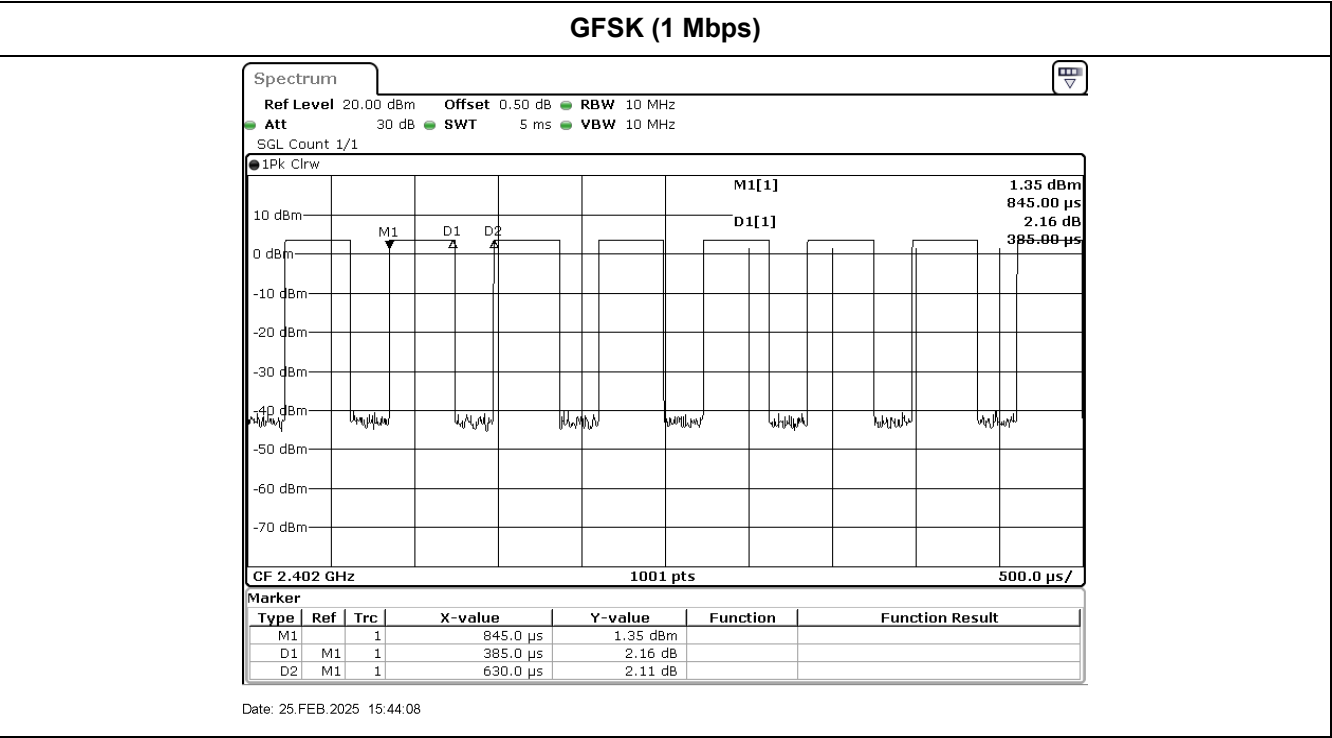 GFSK (1 Mbps)
Spectrum
Ref Level 20.00 dBm Offset 0.50 dB RBW 10 MHz
Att 30 dB SWT 5 ms VBW 10 MHz
SGL Count 1/1
1Pk Clrw
M1[1] 1.35 dBm
845.00 µs
10 dBm
D1[1] 2.16 dB
385.00 µs
M1 D1 D2
0 dBm
-10 dBm
-20 dBm
-30 dBm
-40 dBm
-50 dBm
-60 dBm
-70 dBm
CF 2.402 GHz 1001 pts 500.0 µs/
Marker
Type Ref Trc X-value Y-value Function Function Result
M1 1 845.0 µs 1.35 dBm
D1 M1 1 385.0 µs 2.16 dB
D2 M1 1 630.0 µs 2.11 dB
Date: 25.FEB.2025 15:44:08